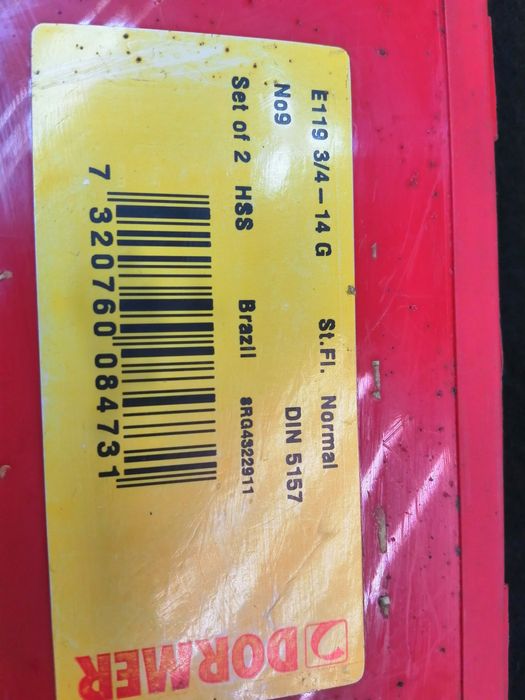 E119 3/4–14 G St.Fl. Normal
No9 DIN 5157
Set of 2 HSS Brazil 8RG4322911
7 320760 084731
DORMER